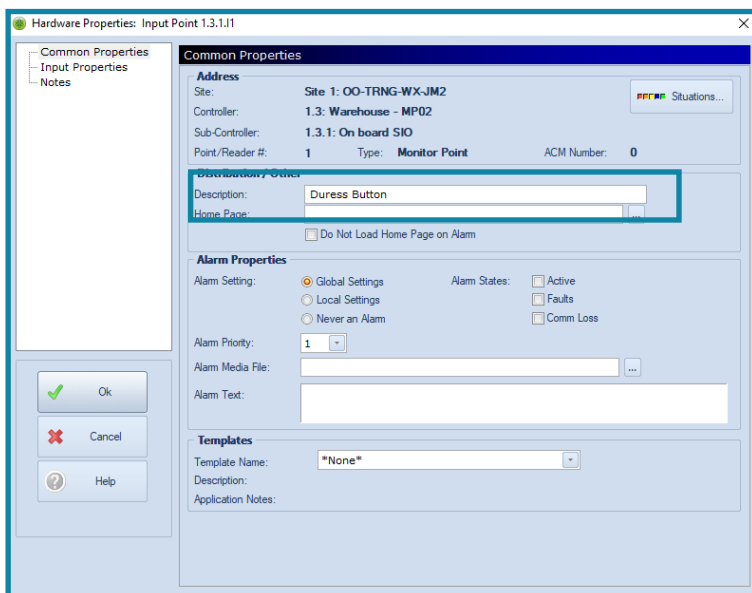 Hardware Properties: Input Point 1.3.1.I1
Common Properties
Input Properties
Notes
Ok
Cancel
Help
Common Properties
Address
Site: Site 1: OO-TRNG-WX-JM2
Situations...
Controller: 1.3: Warehouse - MP02
Sub-Controller: 1.3.1: On board SIO
Point/Reader #: 1 Type: Monitor Point ACM Number: 0
Distribution / Other
Description: Duress Button
Home Page: ...
Do Not Load Home Page on Alarm
Alarm Properties
Alarm Setting: Global Settings Alarm States: Active
Local Settings Faults
Never an Alarm Comm Loss
Alarm Priority: 1
Alarm Media File: ...
Alarm Text:
Templates
Template Name: *None*
Description:
Application Notes: